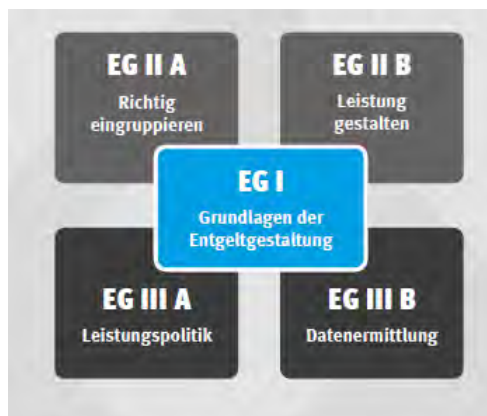 EG II A
Richtig
eingruppieren
EG II B
Leistung
gestalten
EG I
Grundlagen der
Entgeltgestaltung
EG III A
Leistungspolitik
EG III B
Datenermittlung